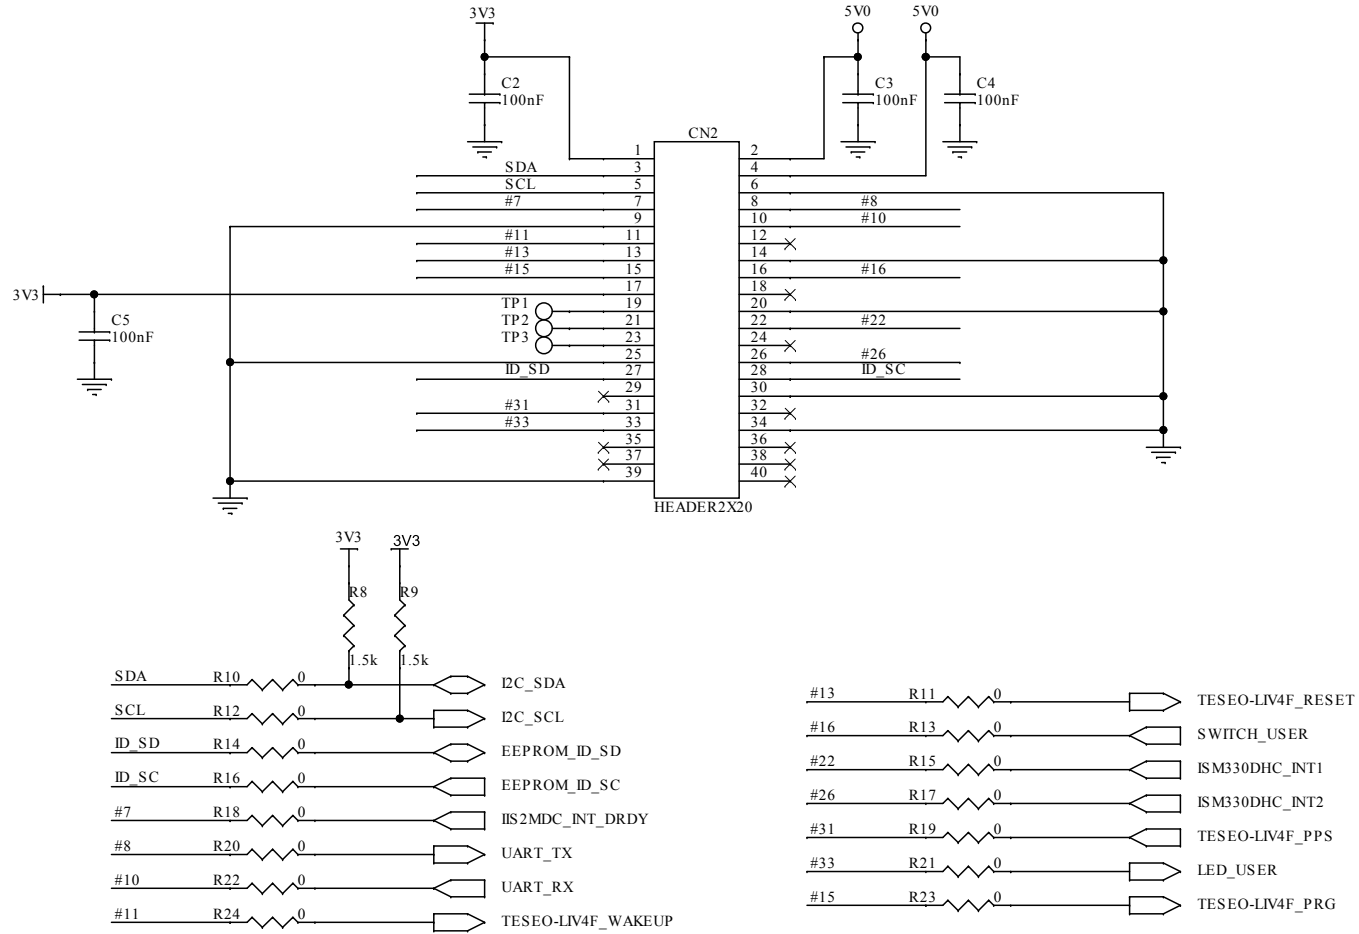 3V3 5V0 5V0
C2 100nF
C3 100nF
C4 100nF
CN2
1 2
SDA 3 4
SCL 5 6
#7 7 8 #8
9 10 #10
#11 11 12
#13 13 14
#15 15 16 #16
3V3 17 18
TP1 19 20
TP2 21 22 #22
TP3 23 24
C5 100nF
25 26 #26
ID_SD 27 28 ID_SC
29 30
#31 31 32
#33 33 34
35 36
37 38
39 40
HEADER2X20
3V3 3V3
R8 R9
1.5k 1.5k
SDA R10 0 I2C_SDA
SCL R12 0 I2C_SCL
ID_SD R14 0 EEPROM_ID_SD
ID_SC R16 0 EEPROM_ID_SC
#7 R18 0 IIS2MDC_INT_DRDY
#8 R20 0 UART_TX
#10 R22 0 UART_RX
#11 R24 0 TESEO-LIV4F_WAKEUP
#13 R11 0 TESEO-LIV4F_RESET
#16 R13 0 SWITCH_USER
#22 R15 0 ISM330DHC_INT1
#26 R17 0 ISM330DHC_INT2
#31 R19 0 TESEO-LIV4F_PPS
#33 R21 0 LED_USER
#15 R23 0 TESEO-LIV4F_PRG